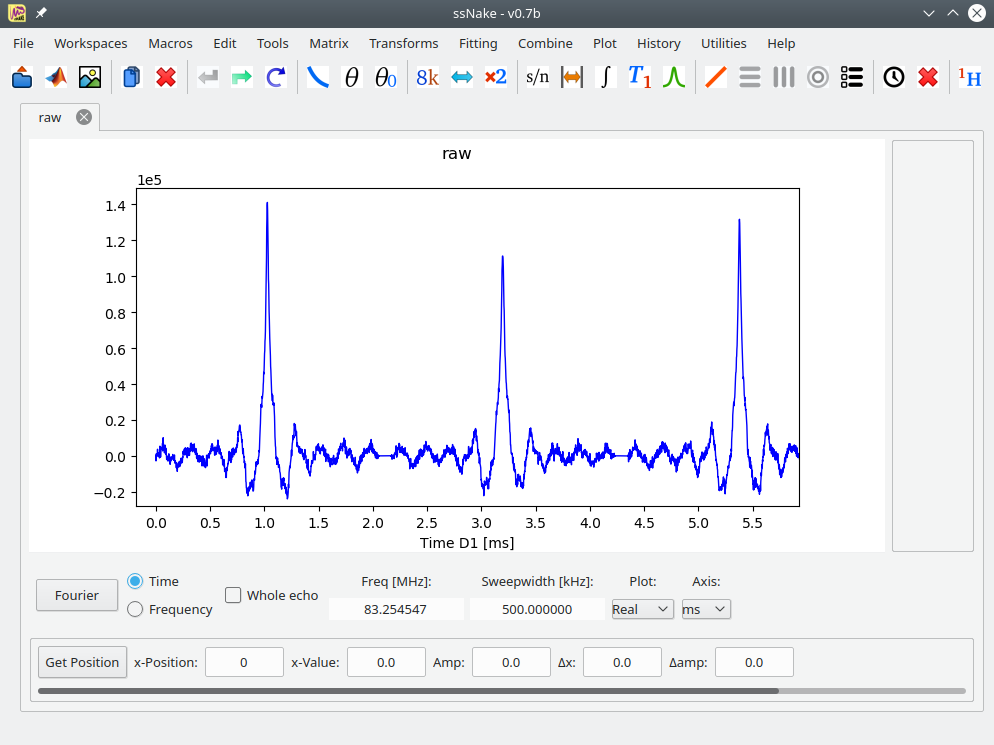 ssNake - v0.7b
File Workspaces Macros Edit Tools Matrix Transforms Fitting Combine Plot History Utilities Help
θ θ0 8k ×2 s/n ∫ T1 1H
raw
raw
1e5
1.4
1.2
1.0
0.8
0.6
0.4
0.2
0.0
−0.2
0.0 0.5 1.0 1.5 2.0 2.5 3.0 3.5 4.0 4.5 5.0 5.5
Time D1 [ms]
Time Freq [MHz]: Sweepwidth [kHz]: Plot: Axis:
Fourier Whole echo
Frequency 83.254547 500.000000 Real ms
Get Position x-Position: 0 x-Value: 0.0 Amp: 0.0 Δx: 0.0 Δamp: 0.0